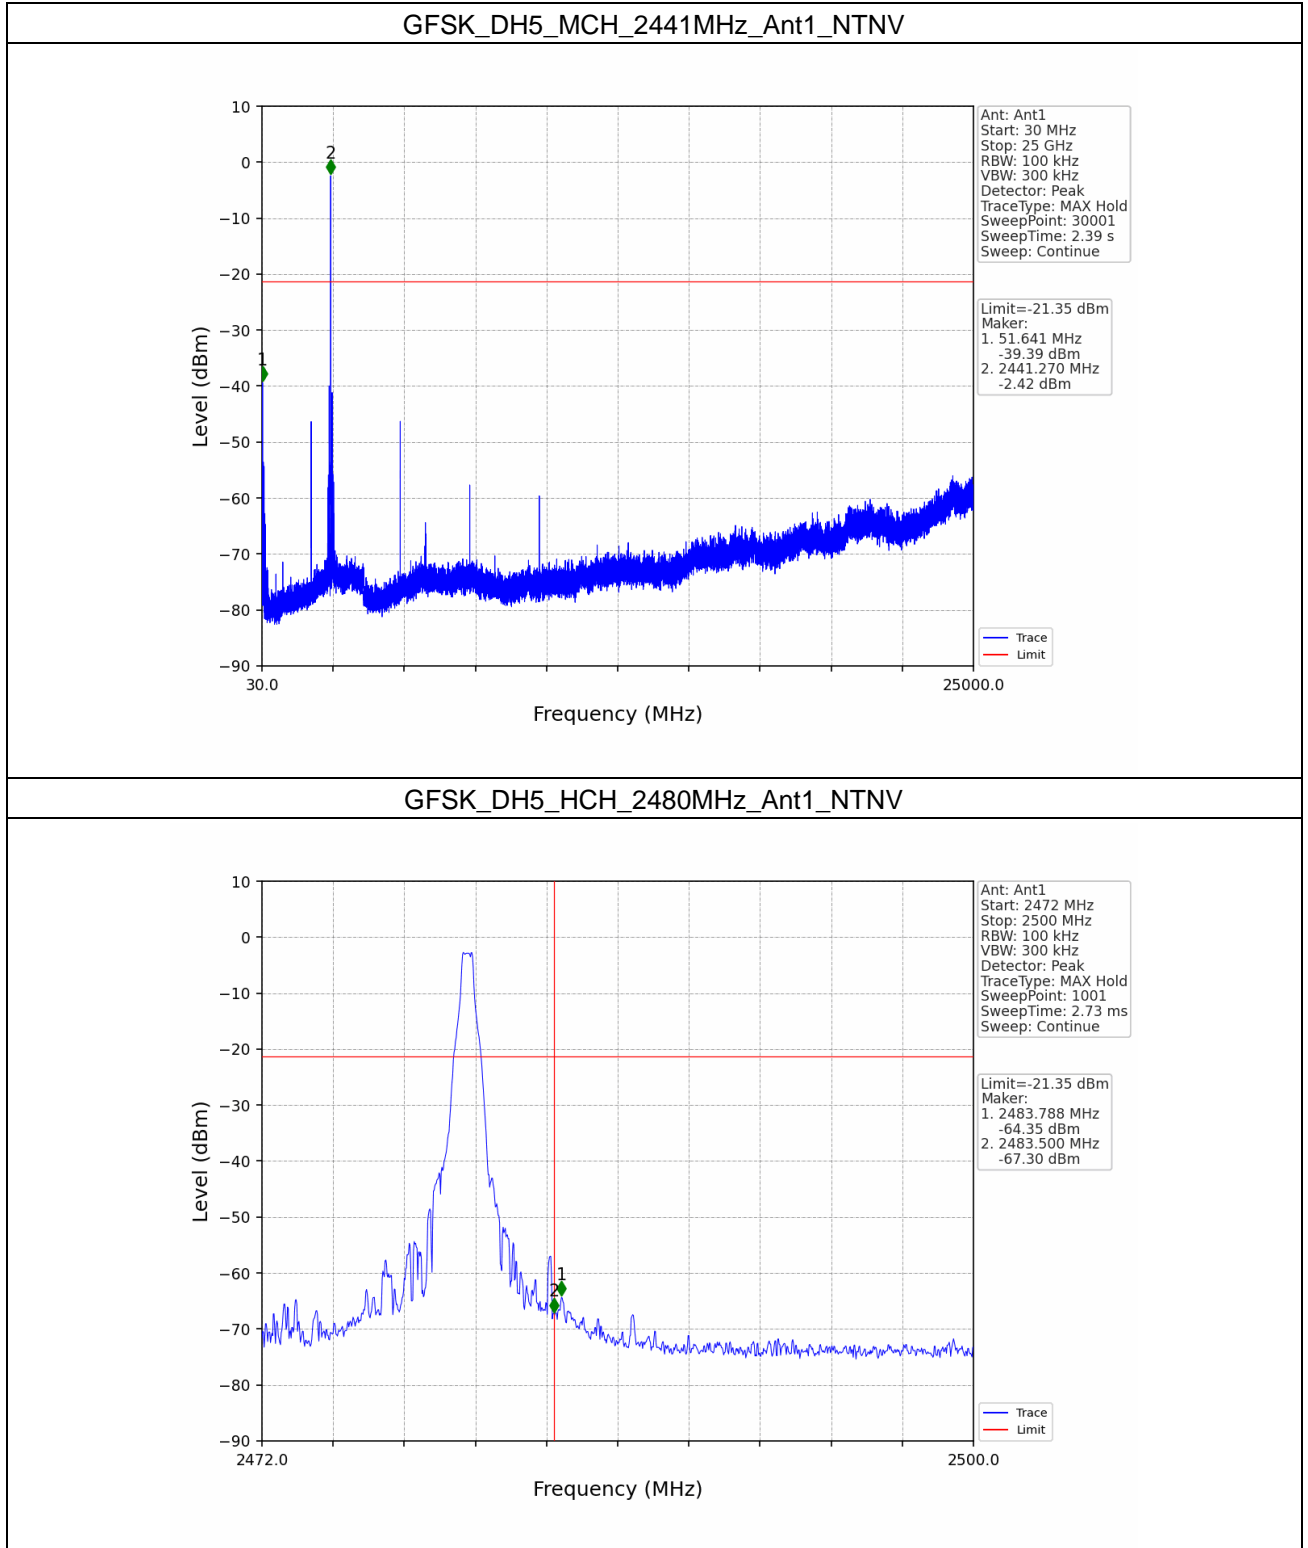 GFSK_DH5_MCH_2441MHz_Ant1_NTNV
10
0
−10
−20
−30
−40
−50
−60
−70
−80
−90
Level (dBm)
1
2
30.0
25000.0
Frequency (MHz)
Ant: Ant1
Start: 30 MHz
Stop: 25 GHz
RBW: 100 kHz
VBW: 300 kHz
Detector: Peak
TraceType: MAX Hold
SweepPoint: 30001
SweepTime: 2.39 s
Sweep: Continue
Limit=-21.35 dBm
Maker:
1. 51.641 MHz
-39.39 dBm
2. 2441.270 MHz
-2.42 dBm
Trace
Limit
GFSK_DH5_HCH_2480MHz_Ant1_NTNV
10
0
−10
−20
−30
−40
−50
−60
−70
−80
−90
Level (dBm)
1
2
2472.0
2500.0
Frequency (MHz)
Ant: Ant1
Start: 2472 MHz
Stop: 2500 MHz
RBW: 100 kHz
VBW: 300 kHz
Detector: Peak
TraceType: MAX Hold
SweepPoint: 1001
SweepTime: 2.73 ms
Sweep: Continue
Limit=-21.35 dBm
Maker:
1. 2483.788 MHz
-64.35 dBm
2. 2483.500 MHz
-67.30 dBm
Trace
Limit